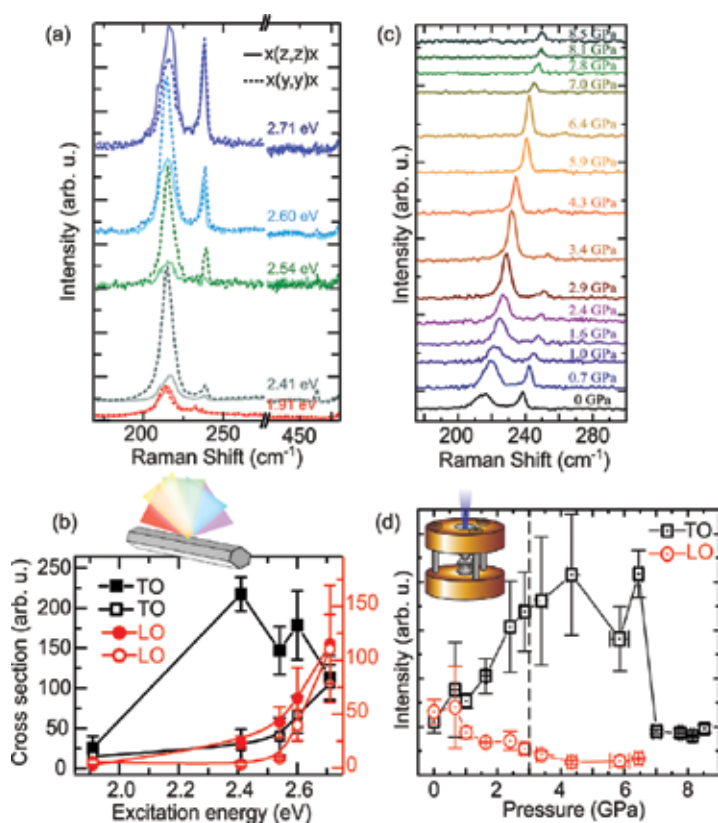 (a)
x(z,z)x
x(y,y)x
2.71 eV
2.60 eV
2.54 eV
2.41 eV
1.91 eV
Intensity (arb. u.)
200 250 450
Raman Shift (cm⁻¹)
(c)
8.5 GPa
8.1 GPa
7.8 GPa
7.0 GPa
6.4 GPa
5.9 GPa
4.3 GPa
3.4 GPa
2.9 GPa
2.4 GPa
1.6 GPa
1.0 GPa
0.7 GPa
0 GPa
Intensity (arb. u.)
200 240 280
Raman Shift (cm⁻¹)
(b)
TO
TO
LO
LO
Cross section (arb. u.)
250
200
150
100
50
0
150
100
50
0
2.0 2.2 2.4 2.6
Excitation energy (eV)
(d)
TO
LO
Intensity (arb. u.)
0 2 4 6 8
Pressure (GPa)